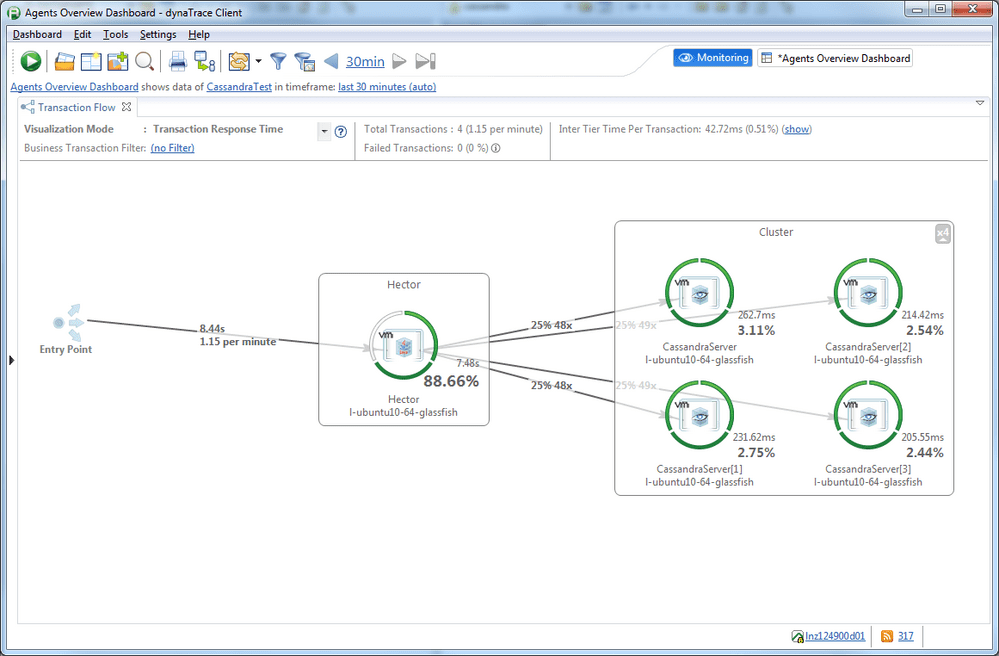 Agents Overview Dashboard - dynaTrace Client
Dashboard Edit Tools Settings Help
30min
Monitoring
*Agents Overview Dashboard
Agents Overview Dashboard shows data of CassandraTest in timeframe: last 30 minutes (auto)
Transaction Flow
Visualization Mode : Transaction Response Time
Business Transaction Filter: (no Filter)
Total Transactions : 4 (1.15 per minute)
Failed Transactions: 0 (0 %)
Inter Tier Time Per Transaction: 42.72ms (0.51%) (show)
Entry Point
8.44s
1.15 per minute
Hector
vm
7.48s
88.66%
Hector
l-ubuntu10-64-glassfish
25% 48x
25% 49x
25% 48x
25% 49x
Cluster
x4
vm
262.7ms
3.11%
CassandraServer
l-ubuntu10-64-glassfish
vm
214.42ms
2.54%
CassandraServer[2]
l-ubuntu10-64-glassfish
vm
231.62ms
2.75%
CassandraServer[1]
l-ubuntu10-64-glassfish
vm
205.55ms
2.44%
CassandraServer[3]
l-ubuntu10-64-glassfish
lnz124900d01
317